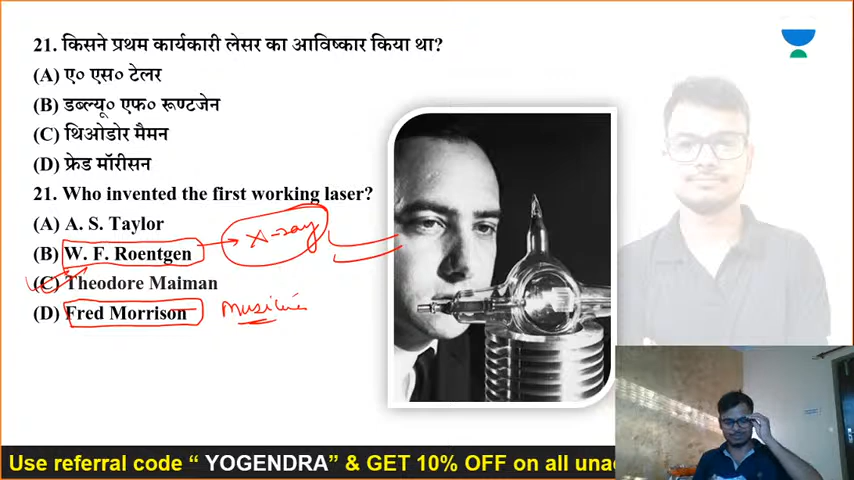 21. किसने प्रथम कार्यकारी लेसर का आविष्कार किया था?
(A) ए० एस० टेलर
(B) डब्ल्यू० एफ० रूण्टजेन
(C) थिओडोर मैमन
(D) फ्रेड मॉरीसन
21. Who invented the first working laser?
(A) A. S. Taylor
(B) W. F. Roentgen
X-ray
(C) Theodore Maiman
(D) Fred Morrison
Use referral code “ YOGENDRA” & GET 10% OFF on all unac